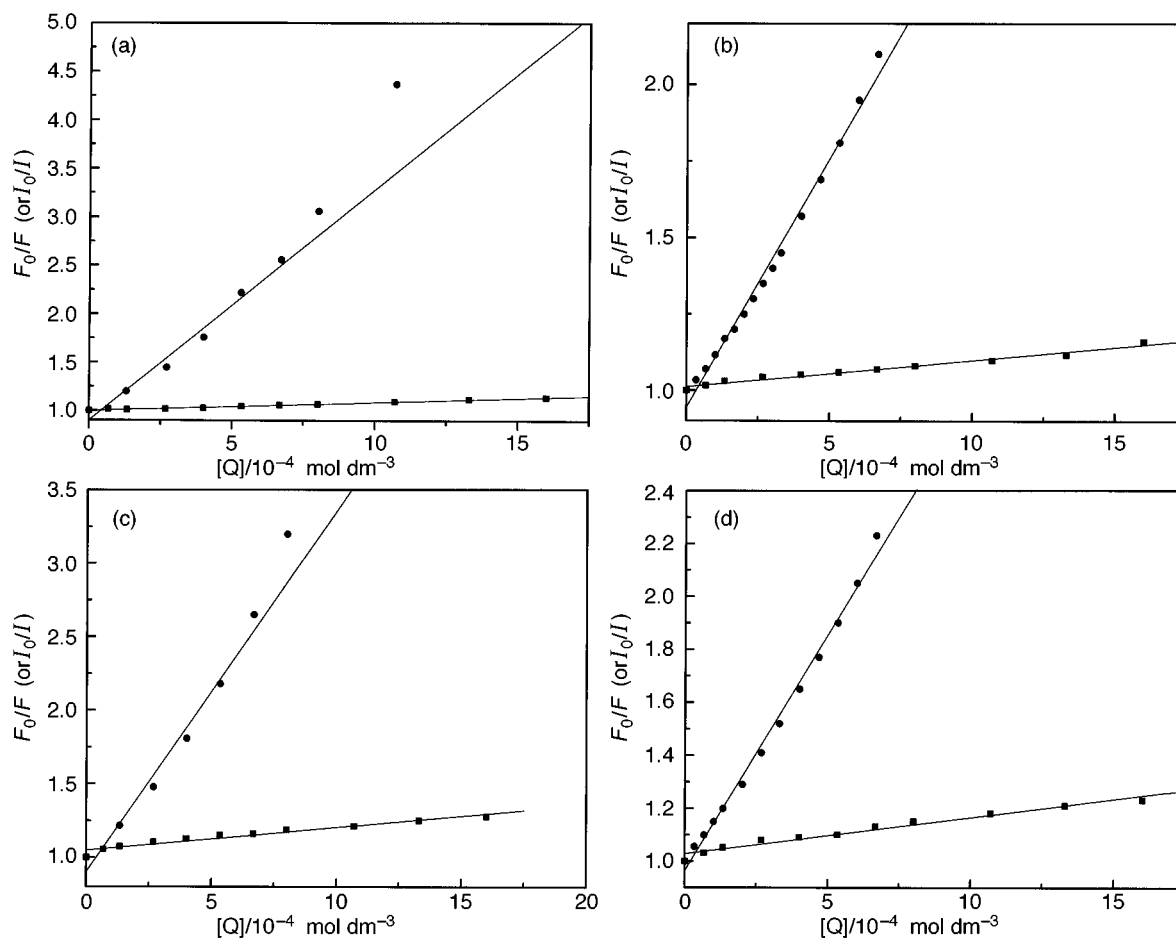 (a)
5.0
4.5
4.0
3.5
3.0
2.5
2.0
1.5
1.0
F₀/F (or I₀/I)
0 5 10 15
[Q]/10⁻⁴ mol dm⁻³
(b)
2.0
1.5
1.0
F₀/F (or I₀/I)
0 5 10 15
[Q]/10⁻⁴ mol dm⁻³
(c)
3.5
3.0
2.5
2.0
1.5
1.0
F₀/F (or I₀/I)
0 5 10 15 20
[Q]/10⁻⁴ mol dm⁻³
(d)
2.4
2.2
2.0
1.8
1.6
1.4
1.2
1.0
F₀/F (or I₀/I)
0 5 10 15
[Q]/10⁻⁴ mol dm⁻³